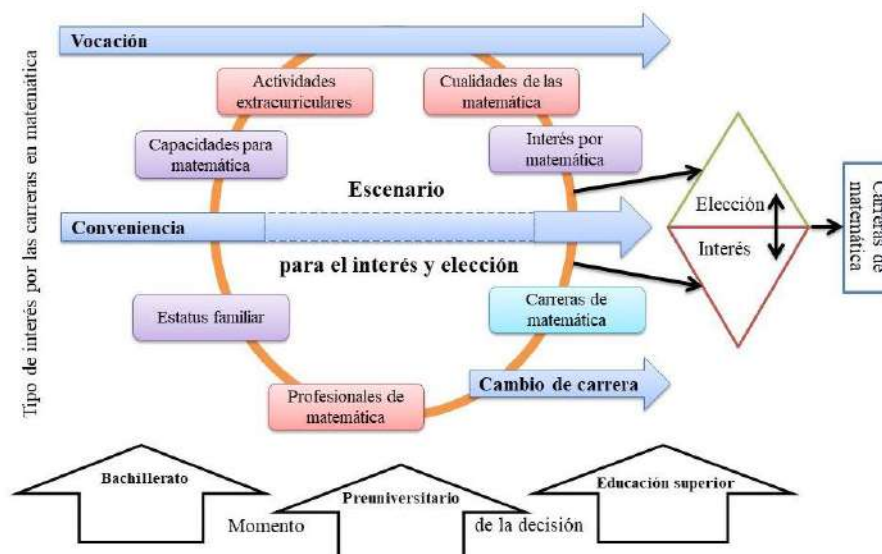 Tipo de interés por las carreras en matemática
Vocación
Actividades
extracurriculares
Cualidades de las
matemática
Capacidades para
matemática
Interés por
matemática
Escenario
Conveniencia
para el interés y elección
Elección
Interés
Carreras de
matemática
Estatus familiar
Carreras de
matemática
Profesionales de
matemática
Cambio de carrera
Bachillerato
Preuniversitario
Educación superior
Momento
de la decisión